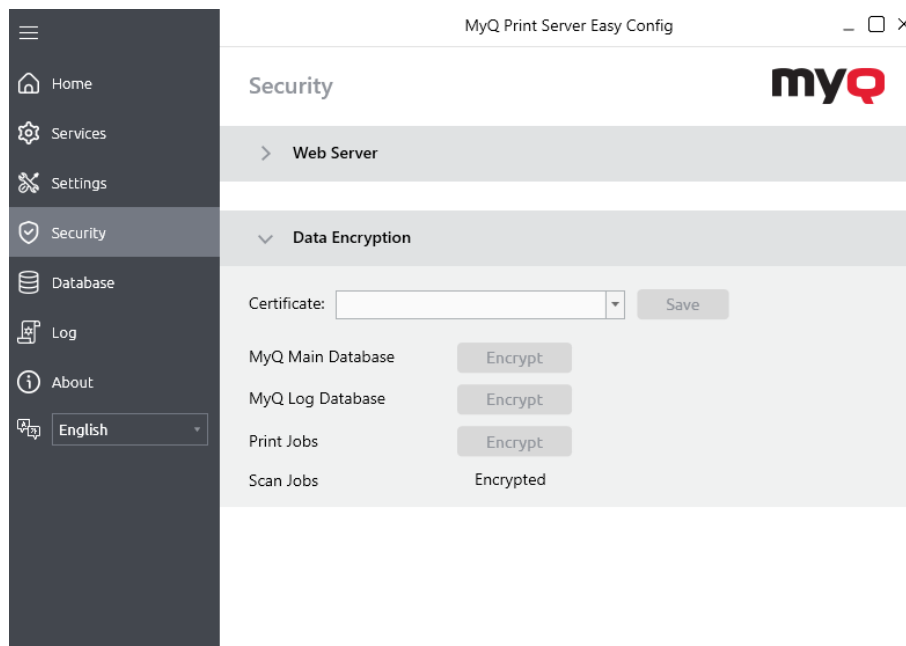 MyQ Print Server Easy Config
Home
Services
Settings
Security
Database
Log
About
English
Security
myQ
Web Server
Data Encryption
Certificate: Save
MyQ Main Database Encrypt
MyQ Log Database Encrypt
Print Jobs Encrypt
Scan Jobs Encrypted